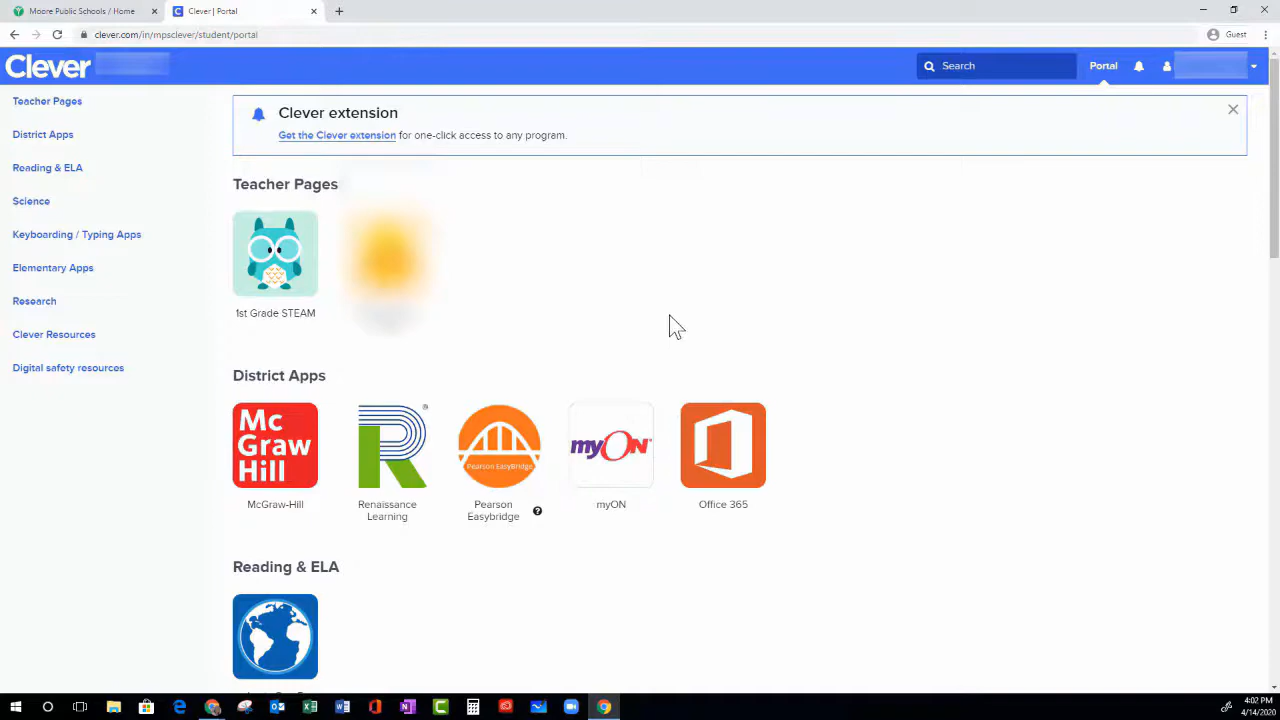 Moore Public Schools / Home
Clever | Portal
clever.com/in/mpsclever/student/portal
Guest
Clever
Search
Portal
Teacher Pages
District Apps
Reading & ELA
Science
Keyboarding / Typing Apps
Elementary Apps
Research
Clever Resources
Digital safety resources
Clever extension
Get the Clever extension for one-click access to any program.
Teacher Pages
1st Grade STEAM
District Apps
Mc
Graw
Hill
McGraw-Hill
R
Renaissance
Learning
Pearson EasyBridge
Pearson
Easybridge
myON
myON
Office 365
Reading & ELA
4:02 PM
4/14/2020